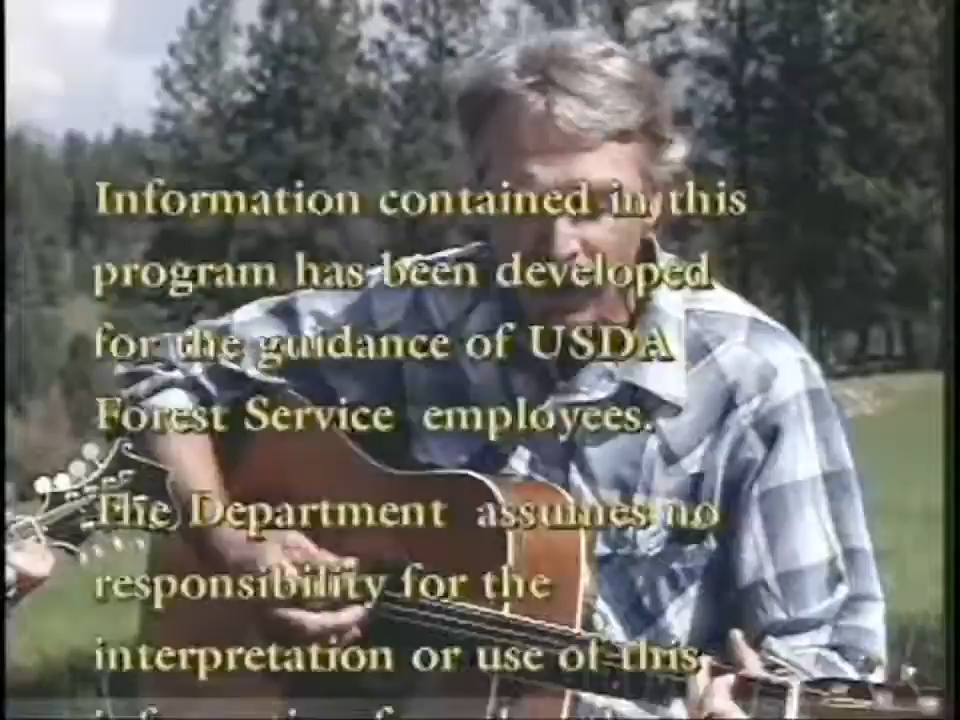 Information contained in this
program has been developed
for the guidance of USDA
Forest Service employees.
The Department assumes no
responsibility for the
interpretation or use of this